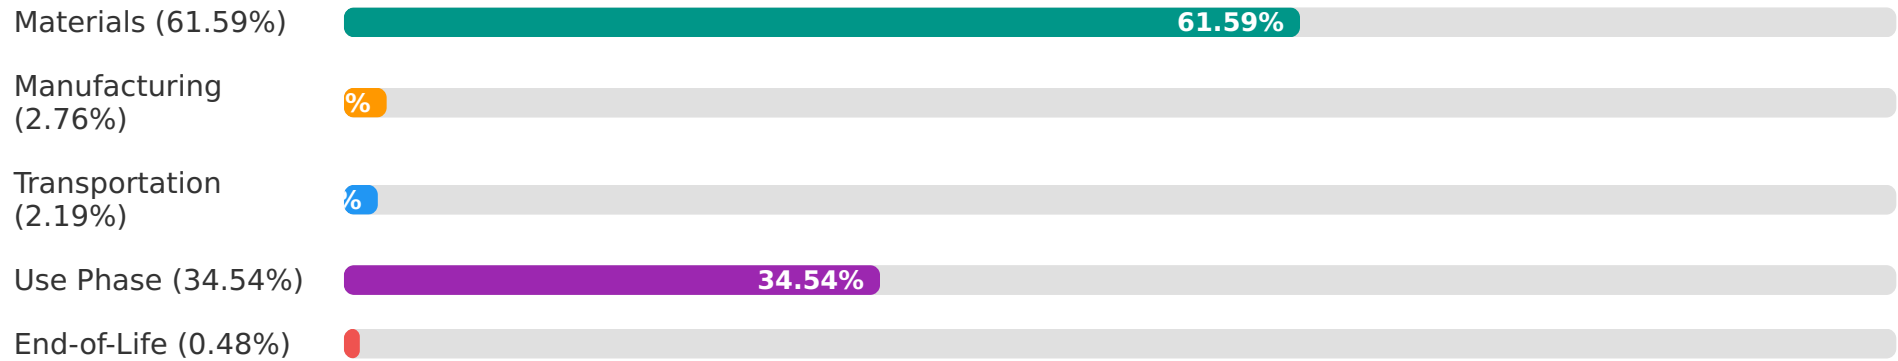 Materials (61.59%)
61.59%
Manufacturing
(2.76%)
%
Transportation
(2.19%)
%
Use Phase (34.54%)
34.54%
End-of-Life (0.48%)